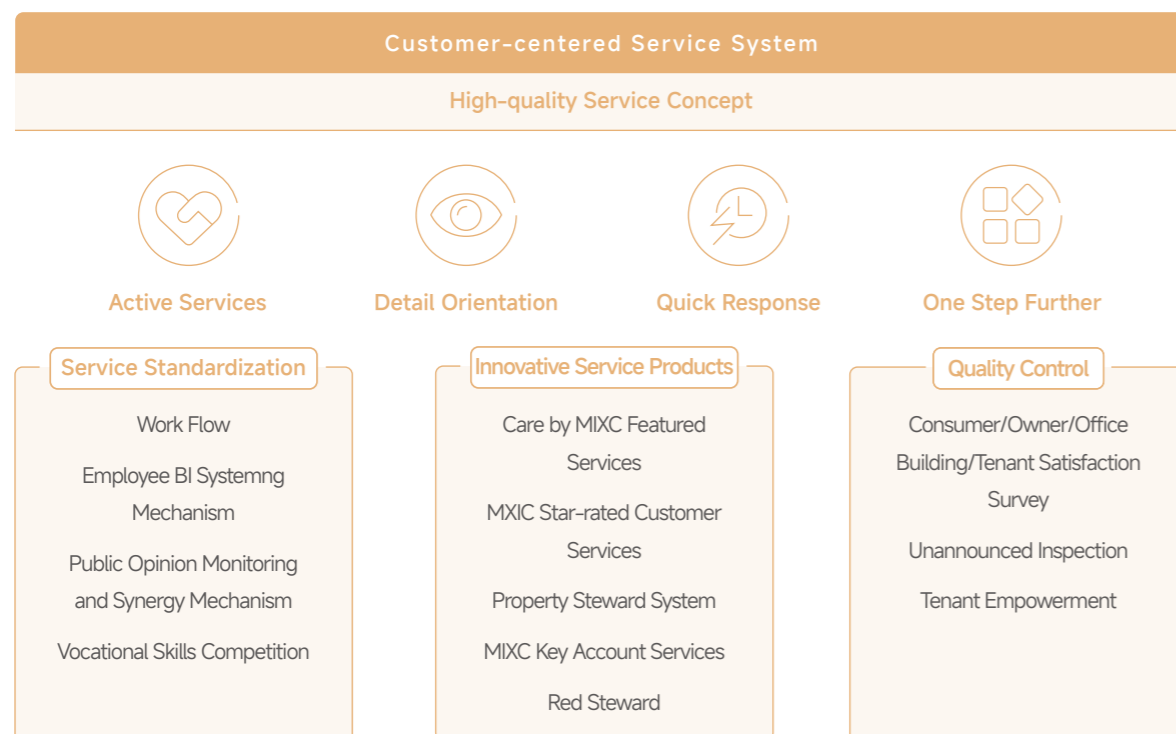 Customer-centered Service System
High-quality Service Concept
Active Services
Detail Orientation
Quick Response
One Step Further
Service Standardization
Work Flow
Employee BI Systemng
Mechanism
Public Opinion Monitoring
and Synergy Mechanism
Vocational Skills Competition
Innovative Service Products
Care by MIXC Featured
Services
MXIC Star-rated Customer
Services
Property Steward System
MIXC Key Account Services
Red Steward
Quality Control
Consumer/Owner/Office
Building/Tenant Satisfaction
Survey
Unannounced Inspection
Tenant Empowerment